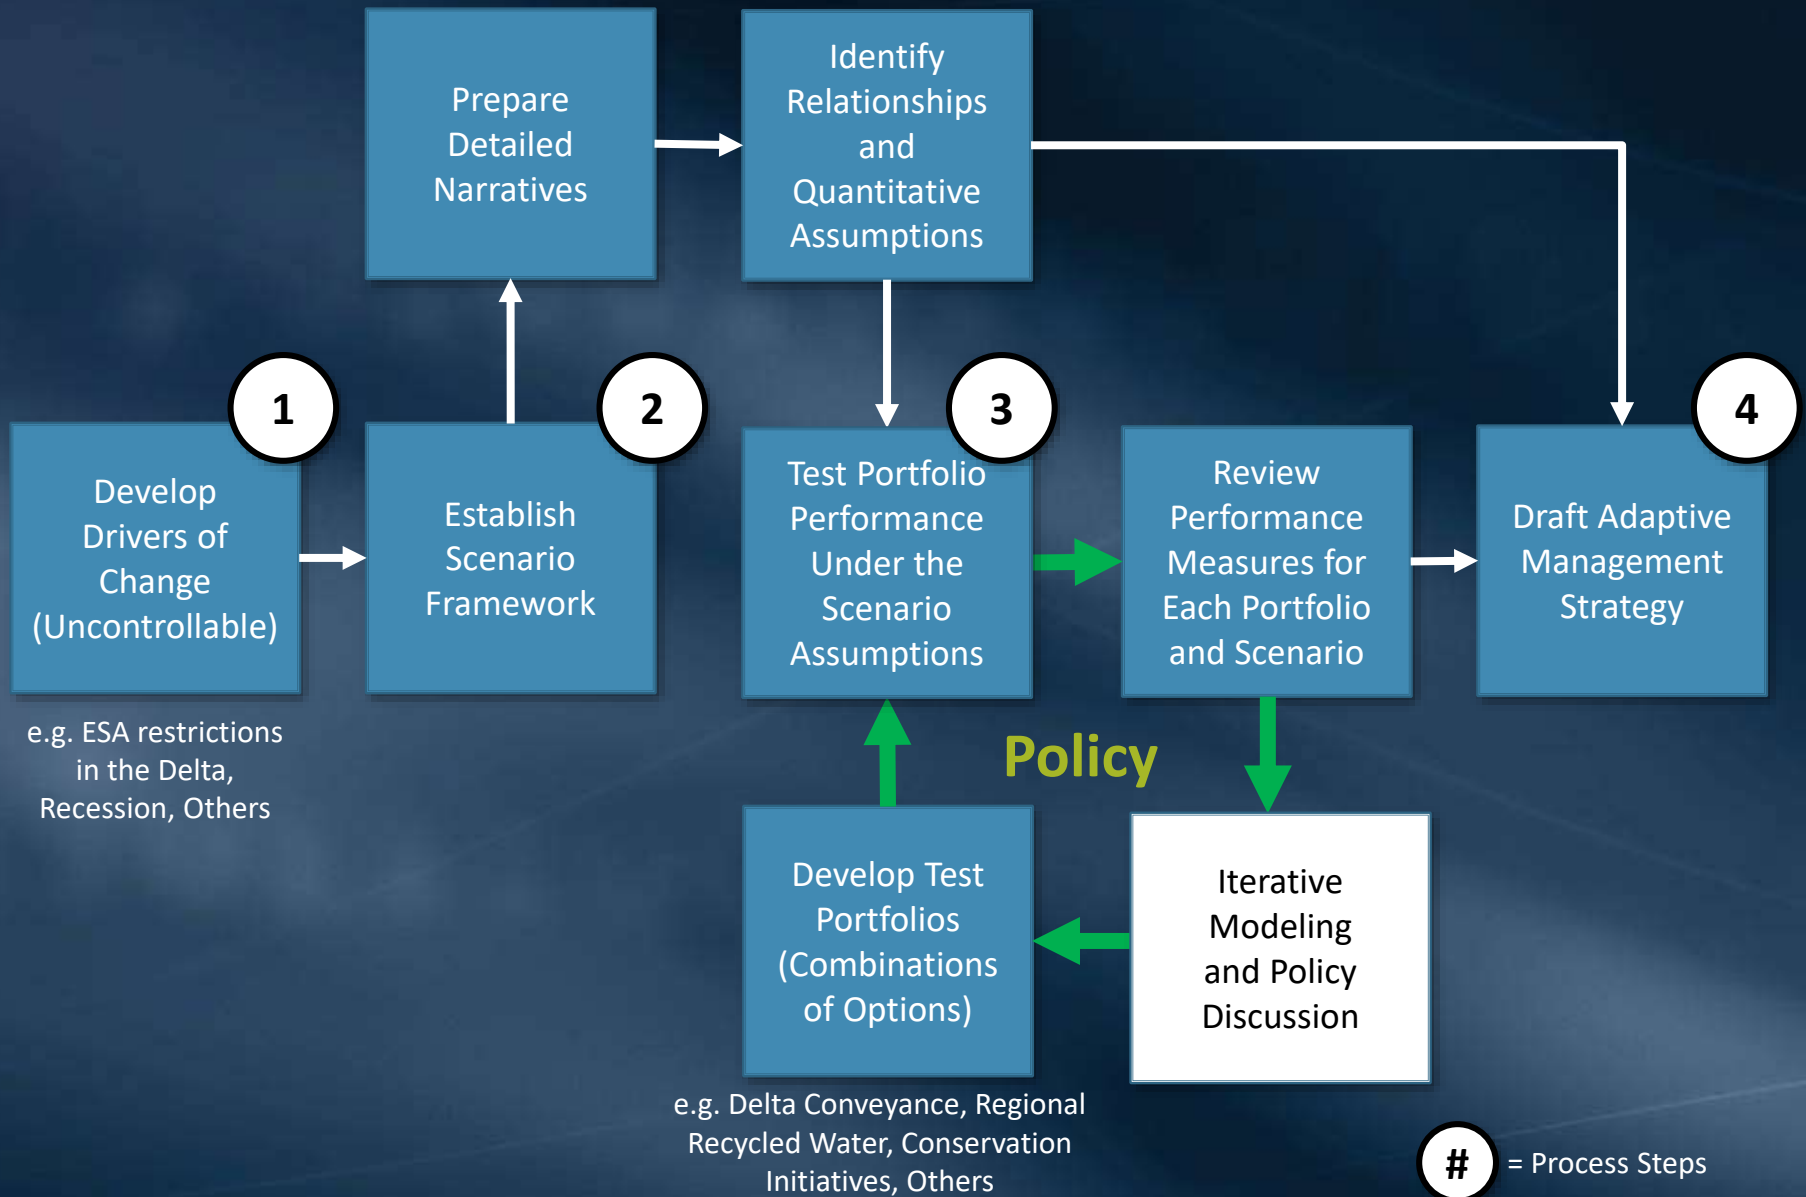 Prepare
Detailed
Narratives
Identify
Relationships
and
Quantitative
Assumptions
1
Develop
Drivers of
Change
(Uncontrollable)
e.g. ESA restrictions
in the Delta,
Recession, Others
2
Establish
Scenario
Framework
3
Test Portfolio
Performance
Under the
Scenario
Assumptions
Review
Performance
Measures for
Each Portfolio
and Scenario
4
Draft Adaptive
Management
Strategy
Policy
Develop Test
Portfolios
(Combinations
of Options)
e.g. Delta Conveyance, Regional
Recycled Water, Conservation
Initiatives, Others
Iterative
Modeling
and Policy
Discussion
# = Process Steps